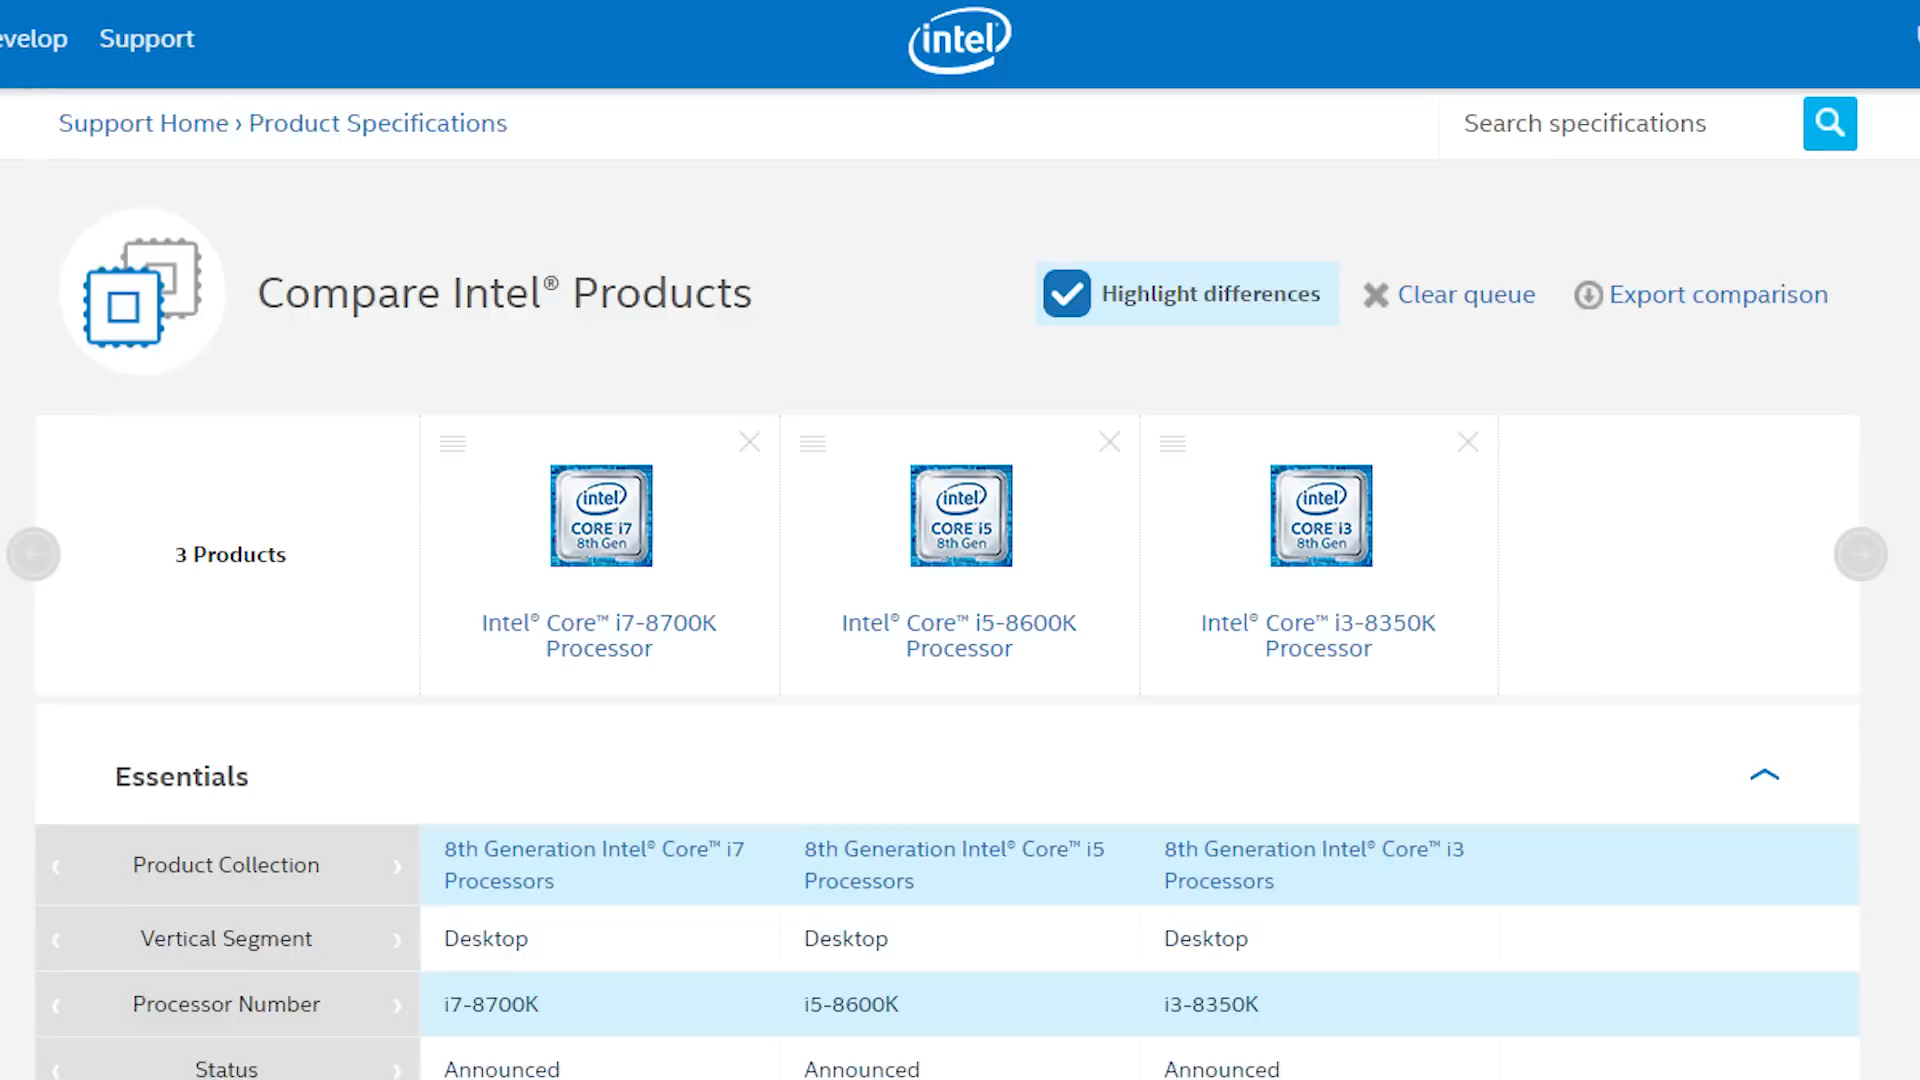 evelop Support
intel
Support Home › Product Specifications
Search specifications
Compare Intel® Products
Highlight differences
Clear queue
Export comparison
3 Products
intel CORE i7 8th Gen
intel CORE i5 8th Gen
intel CORE i3 8th Gen
Intel® Core™ i7-8700K Processor
Intel® Core™ i5-8600K Processor
Intel® Core™ i3-8350K Processor
Essentials
Product Collection
8th Generation Intel® Core™ i7 Processors
8th Generation Intel® Core™ i5 Processors
8th Generation Intel® Core™ i3 Processors
Vertical Segment Desktop Desktop Desktop
Processor Number i7-8700K i5-8600K i3-8350K
Status Announced Announced Announced